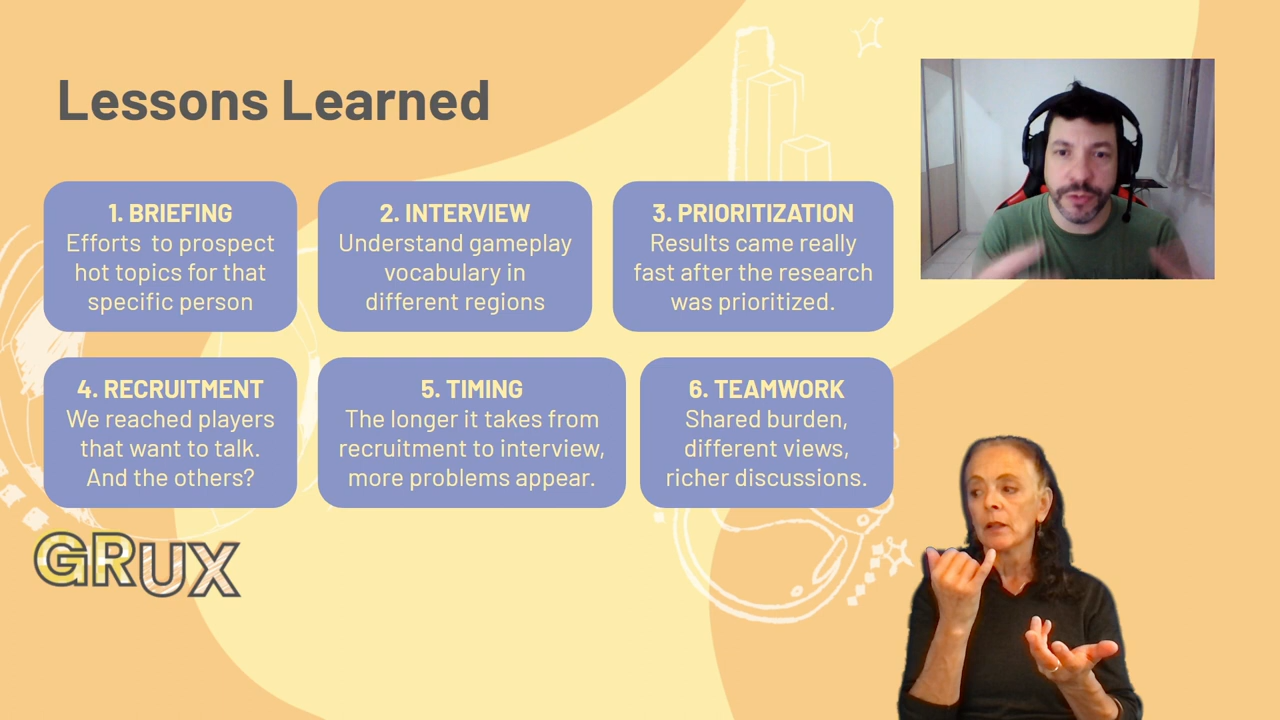 Lessons Learned
1. BRIEFING
Efforts to prospect
hot topics for that
specific person
2. INTERVIEW
Understand gameplay
vocabulary in
different regions
3. PRIORITIZATION
Results came really
fast after the research
was prioritized.
4. RECRUITMENT
We reached players
that want to talk.
And the others?
5. TIMING
The longer it takes from
recruitment to interview,
more problems appear.
6. TEAMWORK
Shared burden,
different views,
richer discussions.
GRUX